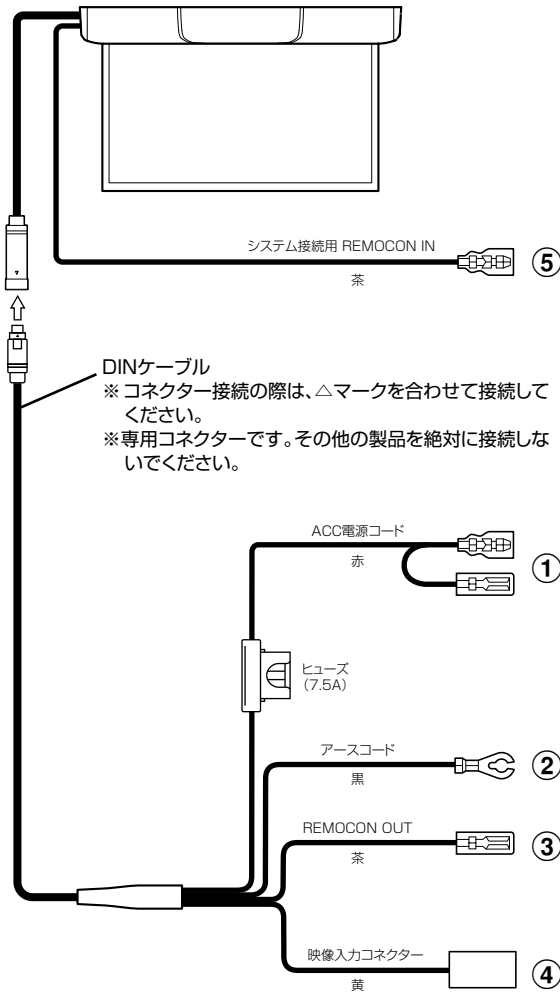 システム接続用 REMOCON IN
茶
⑤
DINケーブル
※ コネクター接続の際は、△マークを合わせて接続して
ください。
※専用コネクターです。その他の製品を絶対に接続しな
いでください。
ACC電源コード
赤
①
ヒューズ
(7.5A)
アースコード
黒
②
REMOCON OUT
茶
③
映像入力コネクター
黄
④